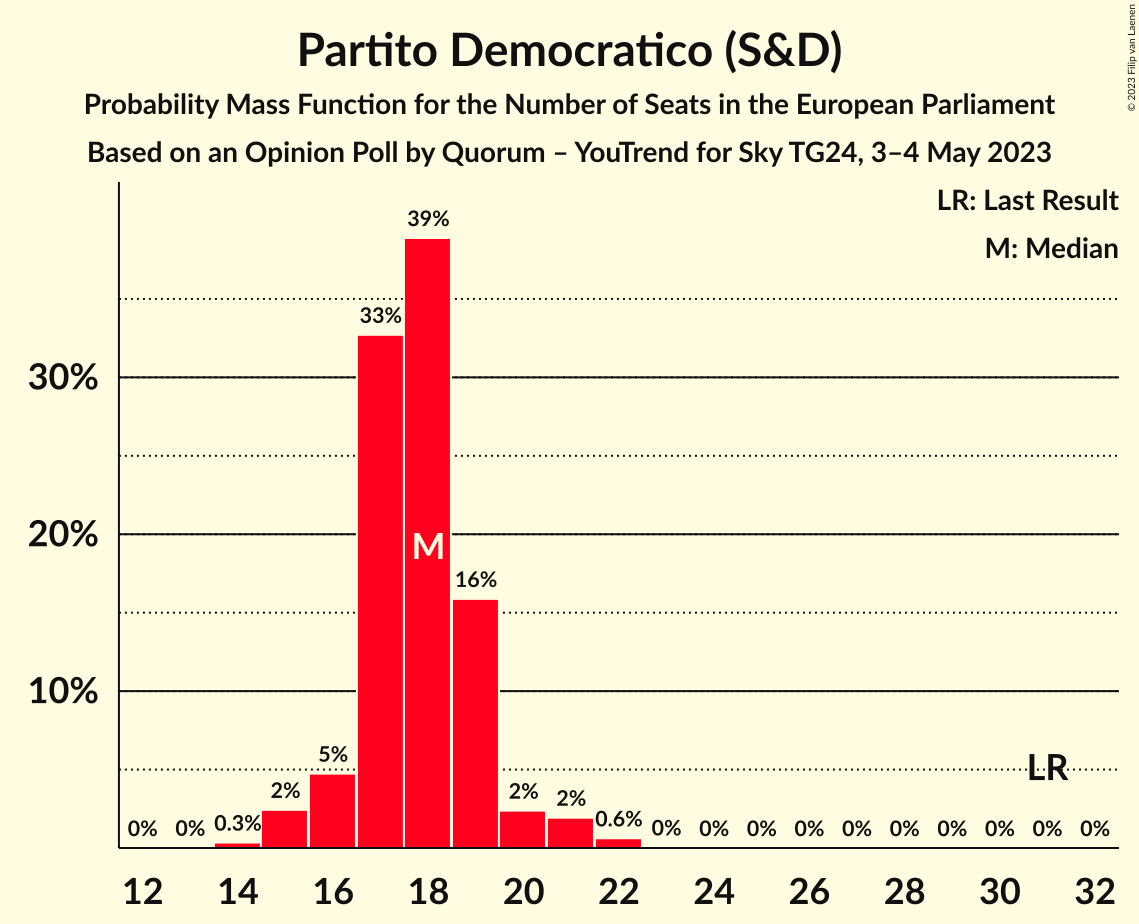 Partito Democratico (S&D)
Probability Mass Function for the Number of Seats in the European Parliament
Based on an Opinion Poll by Quorum – YouTrend for Sky TG24, 3–4 May 2023
© 2023 Filip van Laenen
LR: Last Result
M: Median
39%
33%
30%
20%
M
16%
10%
5%
LR
2%
2%
2%
0% 0% 0.3% 0.6% 0% 0% 0% 0% 0% 0% 0% 0% 0% 0%
12 14 16 18 20 22 24 26 28 30 32